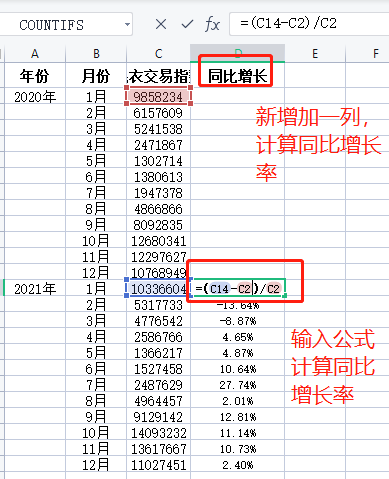 COUNTIFS
=(C14-C2)/C2
A B C D E F
年份 月份 农交易指 同比增长
2020年 1月 9858234
2月 6157609
3月 5241538
4月 2471867
5月 1302714
6月 1380613
7月 1947378
8月 4866866
9月 8092835
10月 12680341
11月 12297627
12月 10768949
2021年 1月 10336604 =(C14-C2)/C2
2月 5317733 -13.64%
3月 4776542 -8.87%
4月 2586766 4.65%
5月 1366217 4.87%
6月 1527458 10.64%
7月 2487629 27.74%
8月 4964457 2.01%
9月 9129142 12.81%
10月 14093232 11.14%
11月 13617667 10.73%
12月 11027451 2.40%
新增加一列,
计算同比增长
率
输入公式
计算同比
增长率